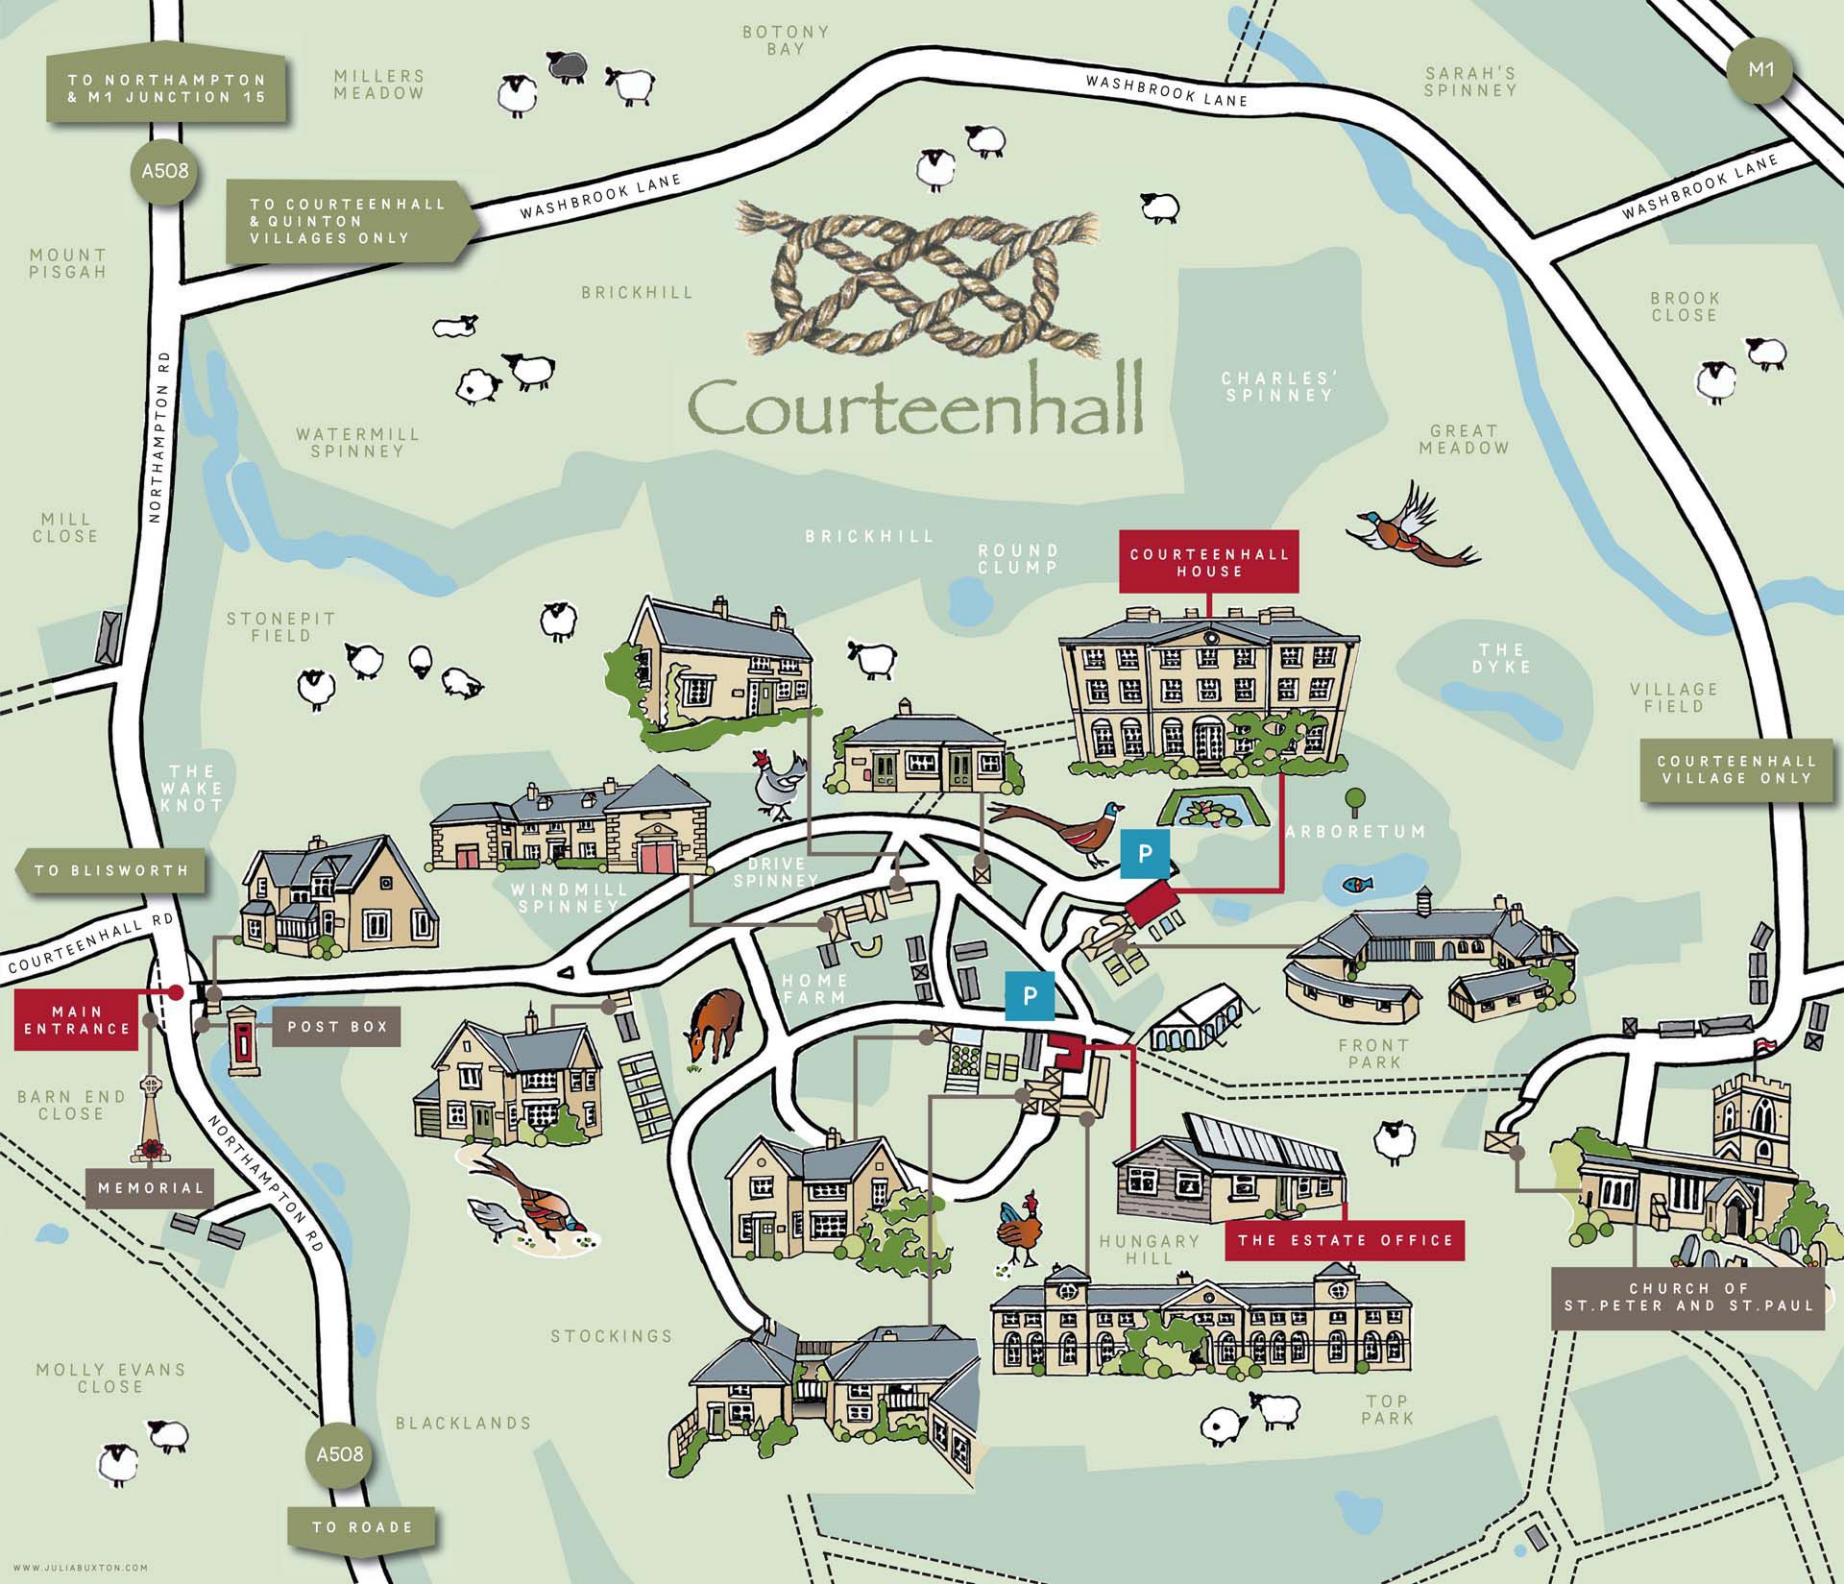 BOTONY
BAY
TO NORTHAMPTON
& M1 JUNCTION 15
MILLERS
MEADOW
M1
SARAH'S
SPINNEY
WASHBROOK LANE
A508
WASHBROOK LANE
WASHBROOK LANE
TO COURTEENHALL
& QUINTON
VILLAGES ONLY
MOUNT
PISGAH
BRICKHILL
BROOK
CLOSE
Courteenhall
CHARLES'
SPINNEY
NORTHAMPTON RD
WATERMILL
SPINNEY
GREAT
MEADOW
MILL
CLOSE
BRICKHILL
ROUND
CLUMP
COURTEENHALL
HOUSE
STONEPIT
FIELD
THE
DYKE
VILLAGE
FIELD
THE
WAKE
KNOT
COURTEENHALL
VILLAGE ONLY
ARBORETUM
P
TO BLISWORTH
DRIVE
SPINNEY
WINDMILL
SPINNEY
COURTEENHALL RD
HOME
FARM
P
MAIN
ENTRANCE
POST BOX
FRONT
PARK
BARN END
CLOSE
NORTHAMPTON RD
MEMORIAL
HUNGARY
HILL
THE ESTATE OFFICE
CHURCH OF
ST.PETER AND ST.PAUL
STOCKINGS
MOLLY EVANS
CLOSE
BLACKLANDS
TOP
PARK
A508
TO ROADE
WWW.JULIABUXTON.COM